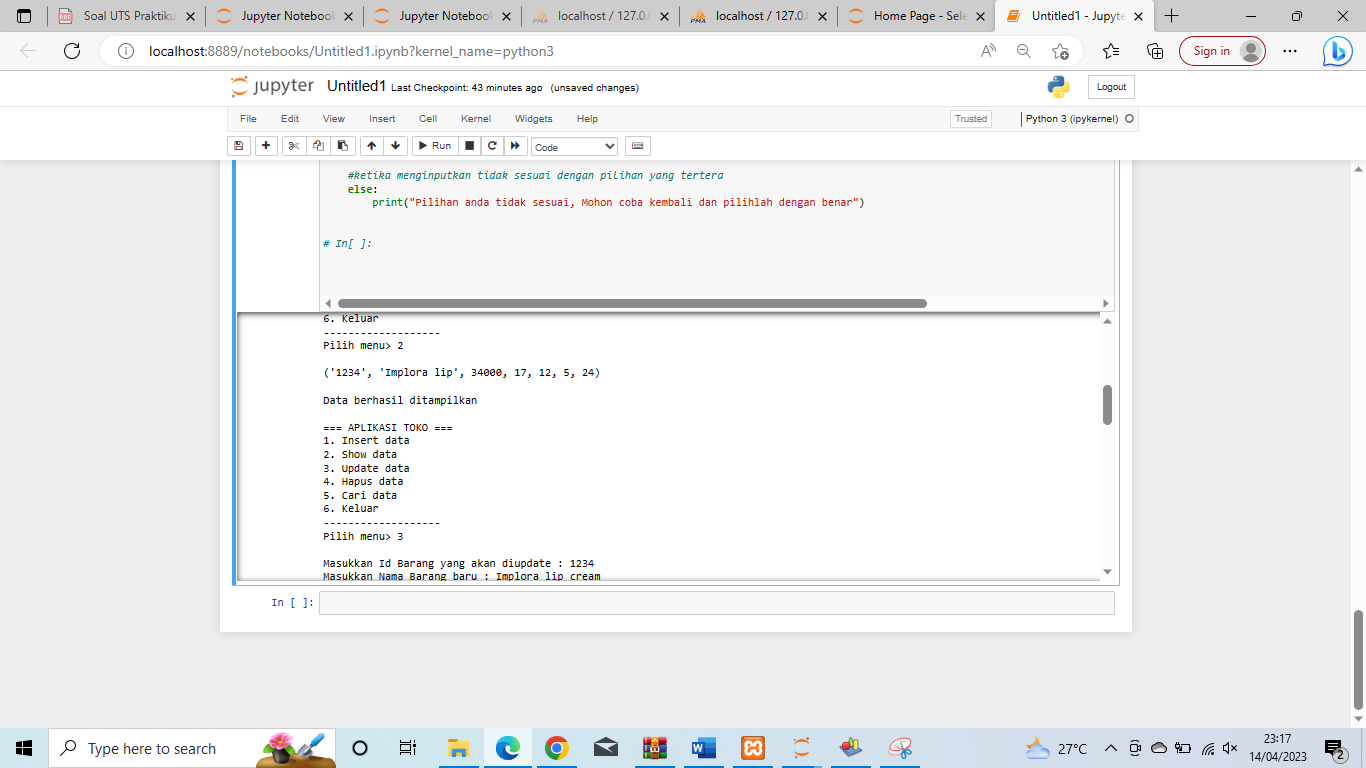 Soal UTS Praktiku
Jupyter Notebook
Jupyter Notebook
localhost / 127.0.0
localhost / 127.0.0
Home Page - Sele
Untitled1 - Jupyte
localhost:8889/notebooks/Untitled1.ipynb?kernel_name=python3
Sign in
jupyter Untitled1 Last Checkpoint: 43 minutes ago (unsaved changes)
Logout
File Edit View Insert Cell Kernel Widgets Help
Trusted
Python 3 (ipykernel)
Run
Code
#ketika menginputkan tidak sesuai dengan pilihan yang tertera
else:
print("Pilihan anda tidak sesuai, Mohon coba kembali dan pilihlah dengan benar")
# In[ ]:
6. Keluar
-------------------
Pilih menu> 2
('1234', 'Implora lip', 34000, 17, 12, 5, 24)
Data berhasil ditampilkan
=== APLIKASI TOKO ===
1. Insert data
2. Show data
3. Update data
4. Hapus data
5. Cari data
6. Keluar
-------------------
Pilih menu> 3
Masukkan Id Barang yang akan diupdate : 1234
Masukkan Nama Barang baru : Implora lip cream
In [ ]:
Type here to search
27°C
23:17
14/04/2023
2